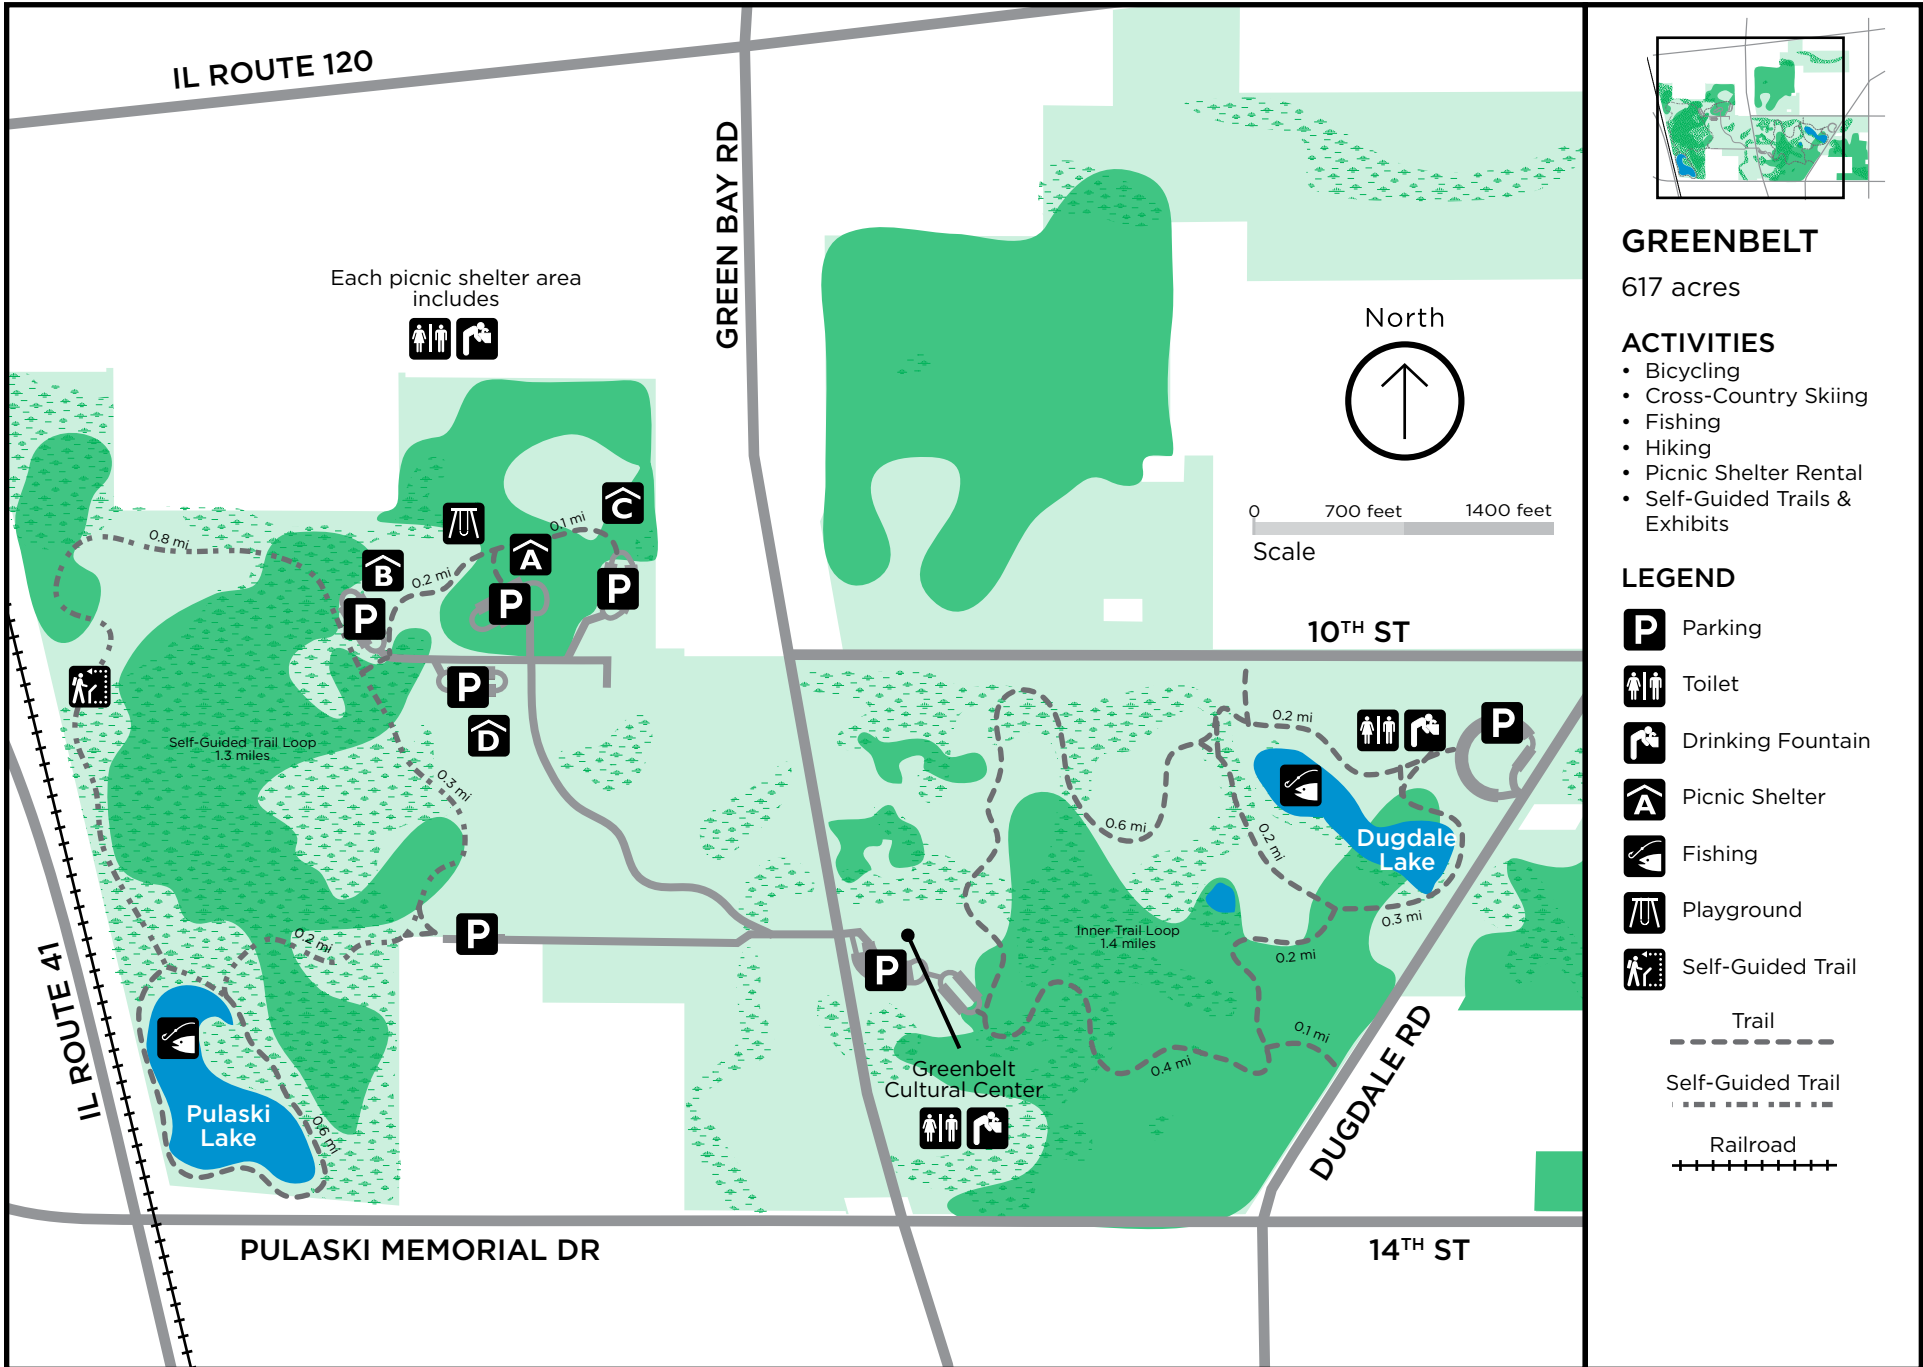 IL ROUTE 120
GREEN BAY RD
Each picnic shelter area
includes
North
0 700 feet 1400 feet
Scale
10TH ST
0.8 mi
0.1 mi
C
A
B
0.2 mi
P
P
P
P
D
Self-Guided Trail Loop
1.3 miles
0.3 mi
0.2 mi
P
0.2 mi
P
0.6 mi
0.2 mi
Dugdale
Lake
0.3 mi
Inner Trail Loop
1.4 miles
0.2 mi
P
0.1 mi
0.4 mi
Greenbelt
Cultural Center
IL ROUTE 41
Pulaski
Lake
0.6 mi
DUGDALE RD
PULASKI MEMORIAL DR
14TH ST
GREENBELT
617 acres
ACTIVITIES
• Bicycling
• Cross-Country Skiing
• Fishing
• Hiking
• Picnic Shelter Rental
• Self-Guided Trails &
Exhibits
LEGEND
P Parking
Toilet
Drinking Fountain
A Picnic Shelter
Fishing
Playground
Self-Guided Trail
Trail
Self-Guided Trail
Railroad